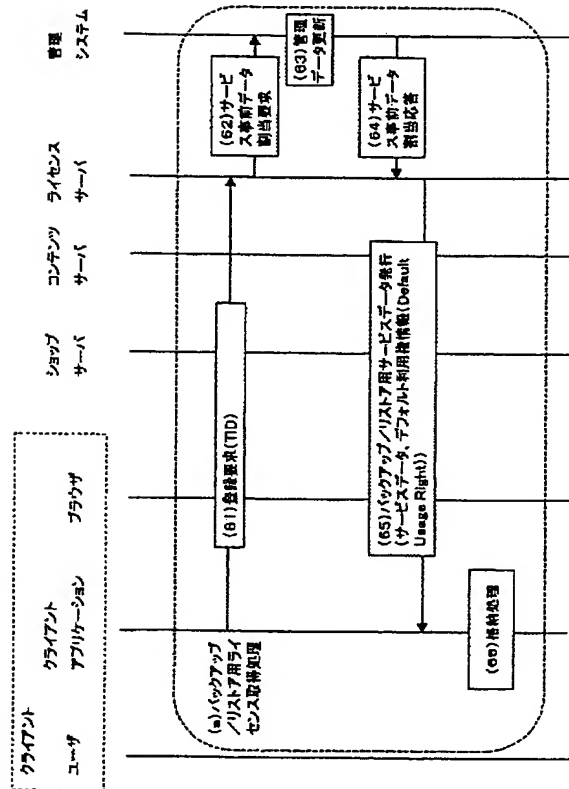 クライアント
ユーザ
クライアント
アプリケーション
ブラウザ
ショップ
サーバ
コンテンツ
サーバ
ライセンス
サーバ
管理
システム
(a)バックアップ
/リストア用ライ
センス取得処理
(61)登録要求(TID)
(62)サービ
ス事前データ
割当要求
(63)管理
データ更新
(64)サービ
ス事前データ
割当応答
(65)バックアップ/リストア用サービスデータ発行
(サービスデータ、デフォルト利用権情報(Default
Usage Right))
(66)格納処理